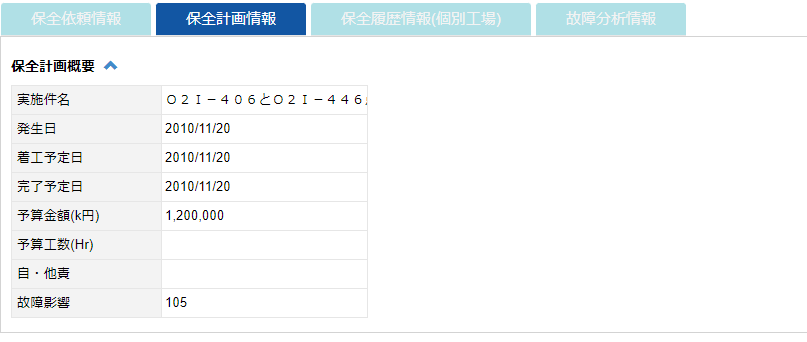 保全依頼情報 保全計画情報 保全履歴情報(個別工場) 故障分析情報
保全計画概要
実施件名 Ｏ２Ｉ－４０６とＯ２Ｉ－４４６
発生日 2010/11/20
着工予定日 2010/11/20
完了予定日 2010/11/20
予算金額(k円) 1,200,000
予算工数(Hr)
自・他責
故障影響 105